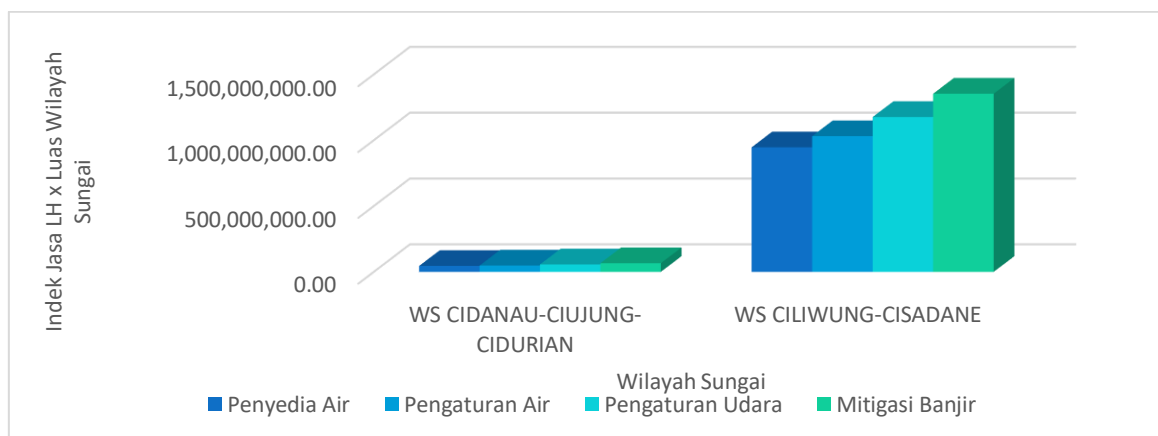 Indek Jasa LH x Luas Wilayah
Sungai
1,500,000,000.00
1,000,000,000.00
500,000,000.00
0.00
WS CIDANAU-CIUJUNG-
CIDURIAN
WS CILIWUNG-CISADANE
Wilayah Sungai
Penyedia Air
Pengaturan Air
Pengaturan Udara
Mitigasi Banjir